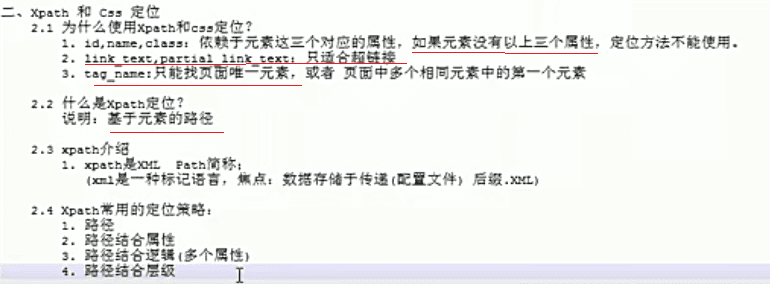 二、Xpath 和 Css 定位
2.1 为什么使用Xpath和css定位?
1. id,name,class: 依赖于元素这三个对应的属性，如果元素没有以上三个属性，定位方法不能使用。
2. link_text,partial_link_text: 只适合超链接
3. tag_name:只能找页面唯一元素，或者 页面中多个相同元素中的第一个元素
2.2 什么是Xpath定位?
说明: 基于元素的路径
2.3 xpath介绍
1. xpath是XML Path简称;
(xml是一种标记语言，焦点: 数据存储于传递(配置文件) 后缀.XML)
2.4 Xpath常用的定位策略:
1. 路径
2. 路径结合属性
3. 路径结合逻辑(多个属性)
4. 路径结合层级